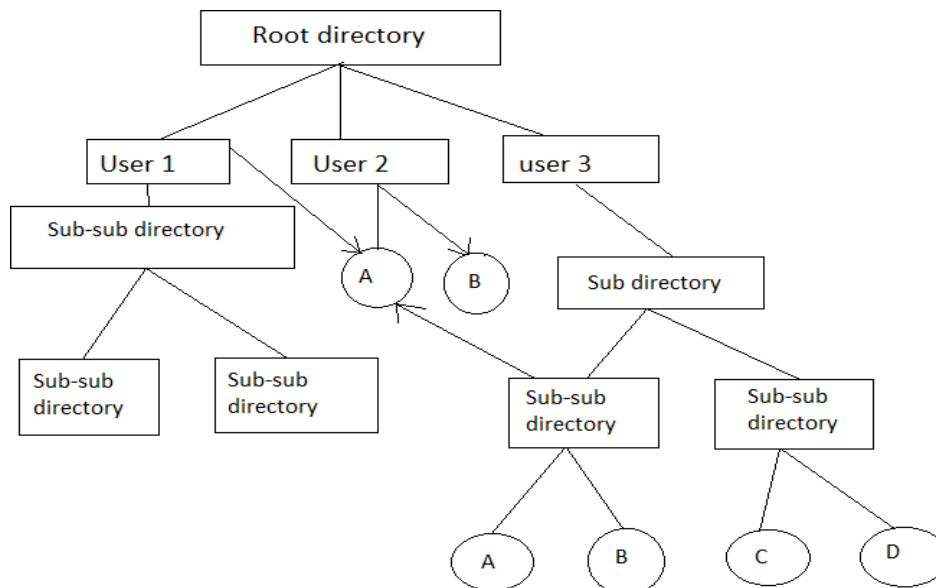 Root directory
User 1
User 2
user 3
Sub-sub directory
A
B
Sub directory
Sub-sub
directory
Sub-sub
directory
Sub-sub
directory
Sub-sub
directory
A
B
C
D